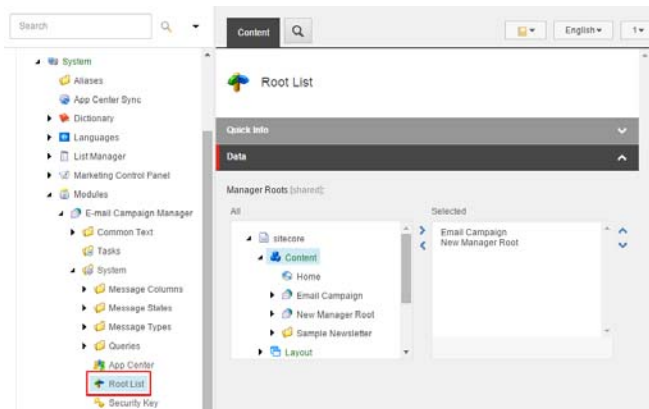 Search
Content
English
1
System
Aliases
App Center Sync
Dictionary
Languages
List Manager
Marketing Control Panel
Modules
E-mail Campaign Manager
Common Text
Tasks
System
Message Columns
Message States
Message Types
Queries
App Center
Root List
Security Key
Root List
Quick Info
Data
Manager Roots [shared]:
All
Selected
sitecore
Content
Home
Email Campaign
New Manager Root
Sample Newsletter
Layout
Email Campaign
New Manager Root